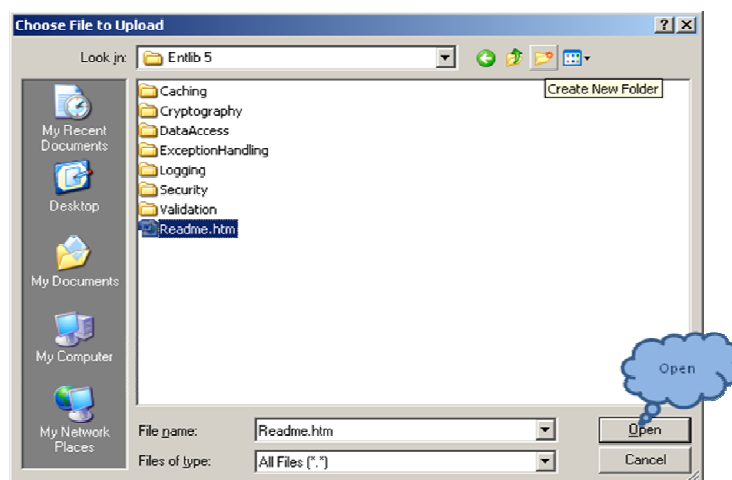 Choose File to Upload
Look in:
Entlib 5
Create New Folder
My Recent
Documents
Desktop
My Documents
My Computer
My Network
Places
Caching
Cryptography
DataAccess
ExceptionHandling
Logging
Security
Validation
Readme.htm
Open
File name:
Readme.htm
Open
Files of type:
All Files (*.*)
Cancel